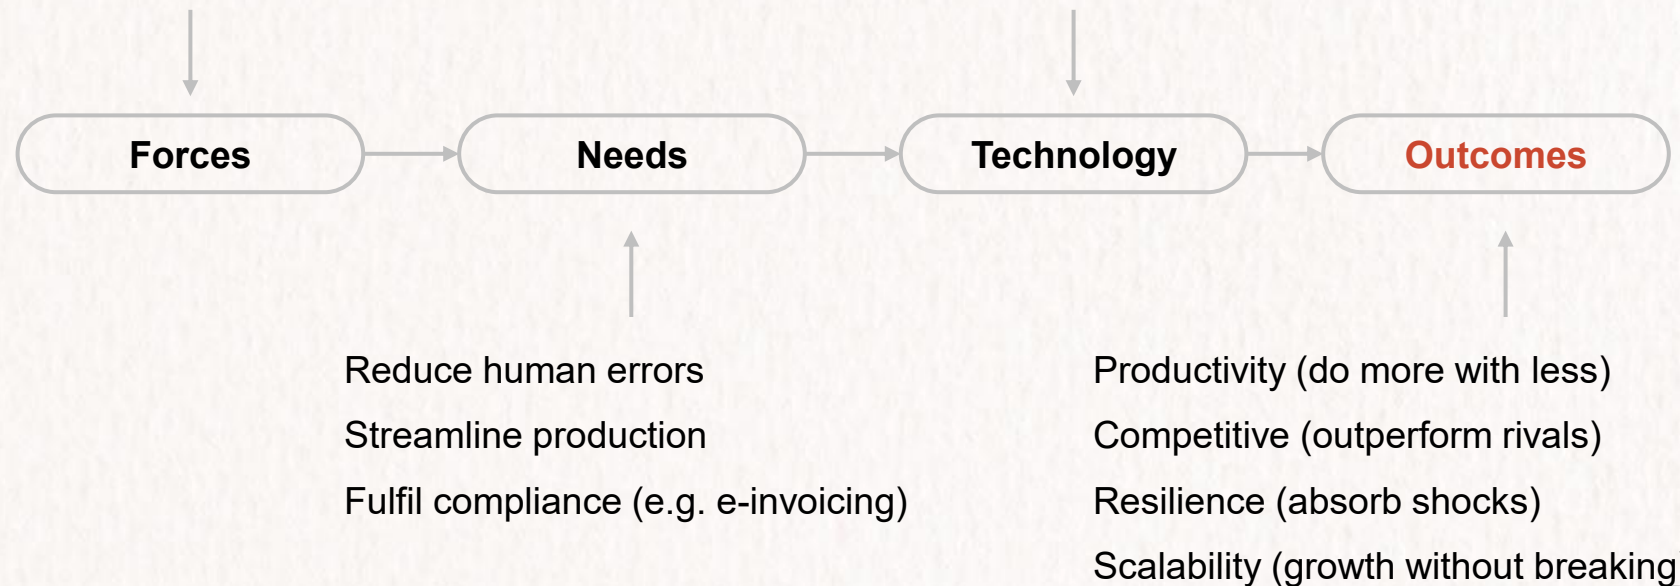 Forces
Needs
Technology
Outcomes
Reduce human errors
Streamline production
Fulfil compliance (e.g. e-invoicing)
Productivity (do more with less)
Competitive (outperform rivals)
Resilience (absorb shocks)
Scalability (growth without breaking